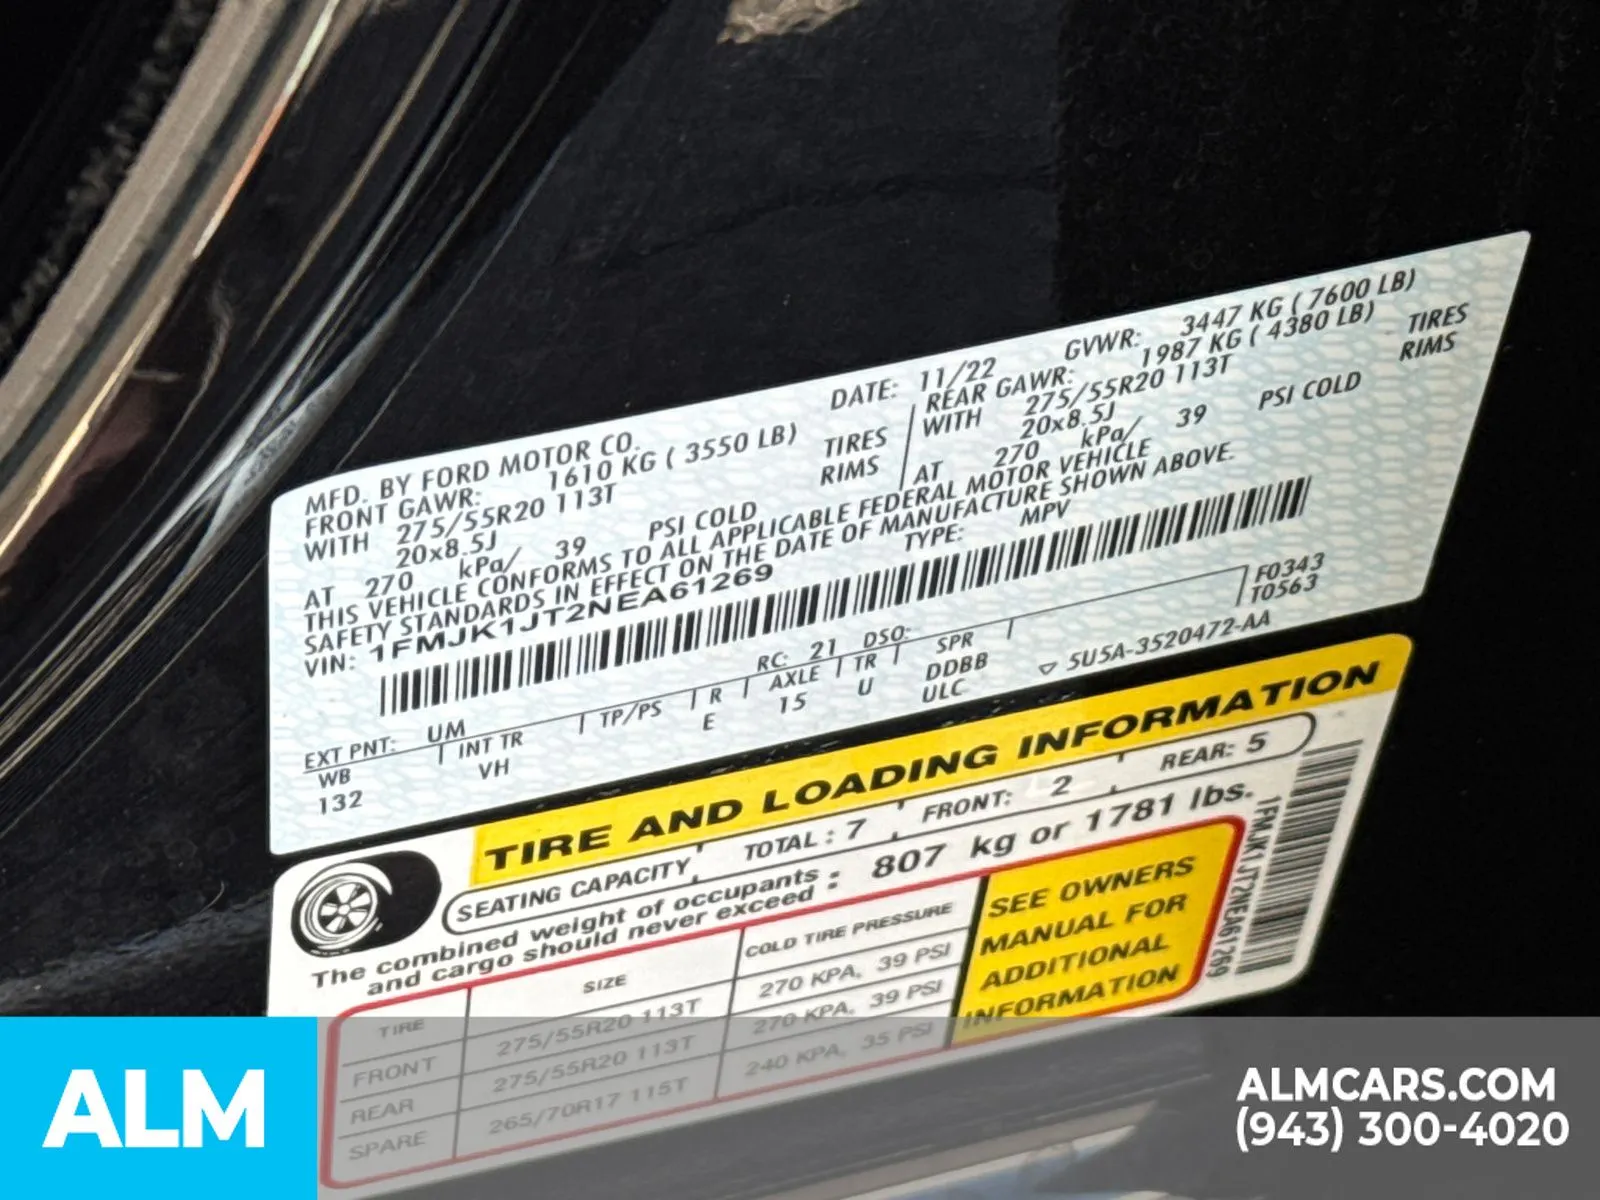 MFD. BY FORD MOTOR CO.
DATE: 11/22 GVWR: 3447 KG ( 7600 LB)
FRONT GAWR: 1610 KG ( 3550 LB)
REAR GAWR: 1987 KG ( 4380 LB)
WITH 275/55R20 113T TIRES
WITH 275/55R20 113T TIRES
20x8.5J RIMS
20x8.5J RIMS
AT 270 kPa/ 39 PSI COLD
AT 270 kPa/ 39 PSI COLD
THIS VEHICLE CONFORMS TO ALL APPLICABLE FEDERAL MOTOR VEHICLE
SAFETY STANDARDS IN EFFECT ON THE DATE OF MANUFACTURE SHOWN ABOVE.
VIN: 1FMJK1JT2NEA61269 TYPE: MPV
F0343
T0563
EXT PNT: UM RC: 21 DSO:
WB INT TR TP/PS R AXLE TR SPR
132 VH E 15 U DDBB
ULC
5U5A-3520472-AA
TIRE AND LOADING INFORMATION
SEATING CAPACITY TOTAL : 7 FRONT: 2 REAR: 5
The combined weight of occupants
and cargo should never exceed : 807 kg or 1781 lbs.
TIRE SIZE COLD TIRE PRESSURE
FRONT 275/55R20 113T 270 KPA, 39 PSI
REAR 275/55R20 113T 270 KPA, 39 PSI
SPARE 265/70R17 115T 240 KPA, 35 PSI
SEE OWNERS
MANUAL FOR
ADDITIONAL
INFORMATION
1FMJK1JT2NEA61269
ALM
ALMCARS.COM
(943) 300-4020